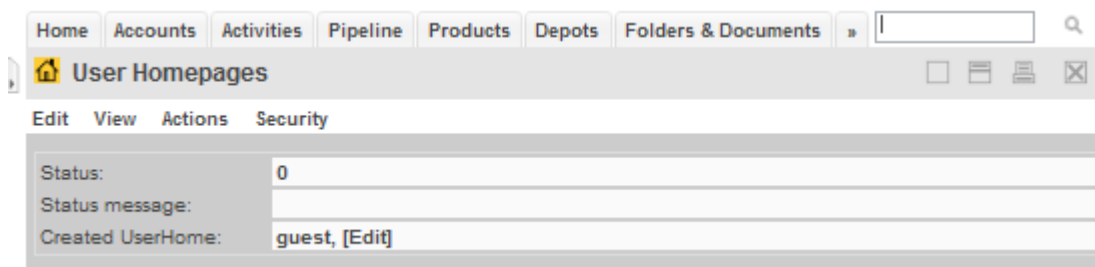 Home Accounts Activities Pipeline Products Depots Folders & Documents »
User Homepages
Edit View Actions Security
Status: 0
Status message:
Created UserHome: guest, [Edit]